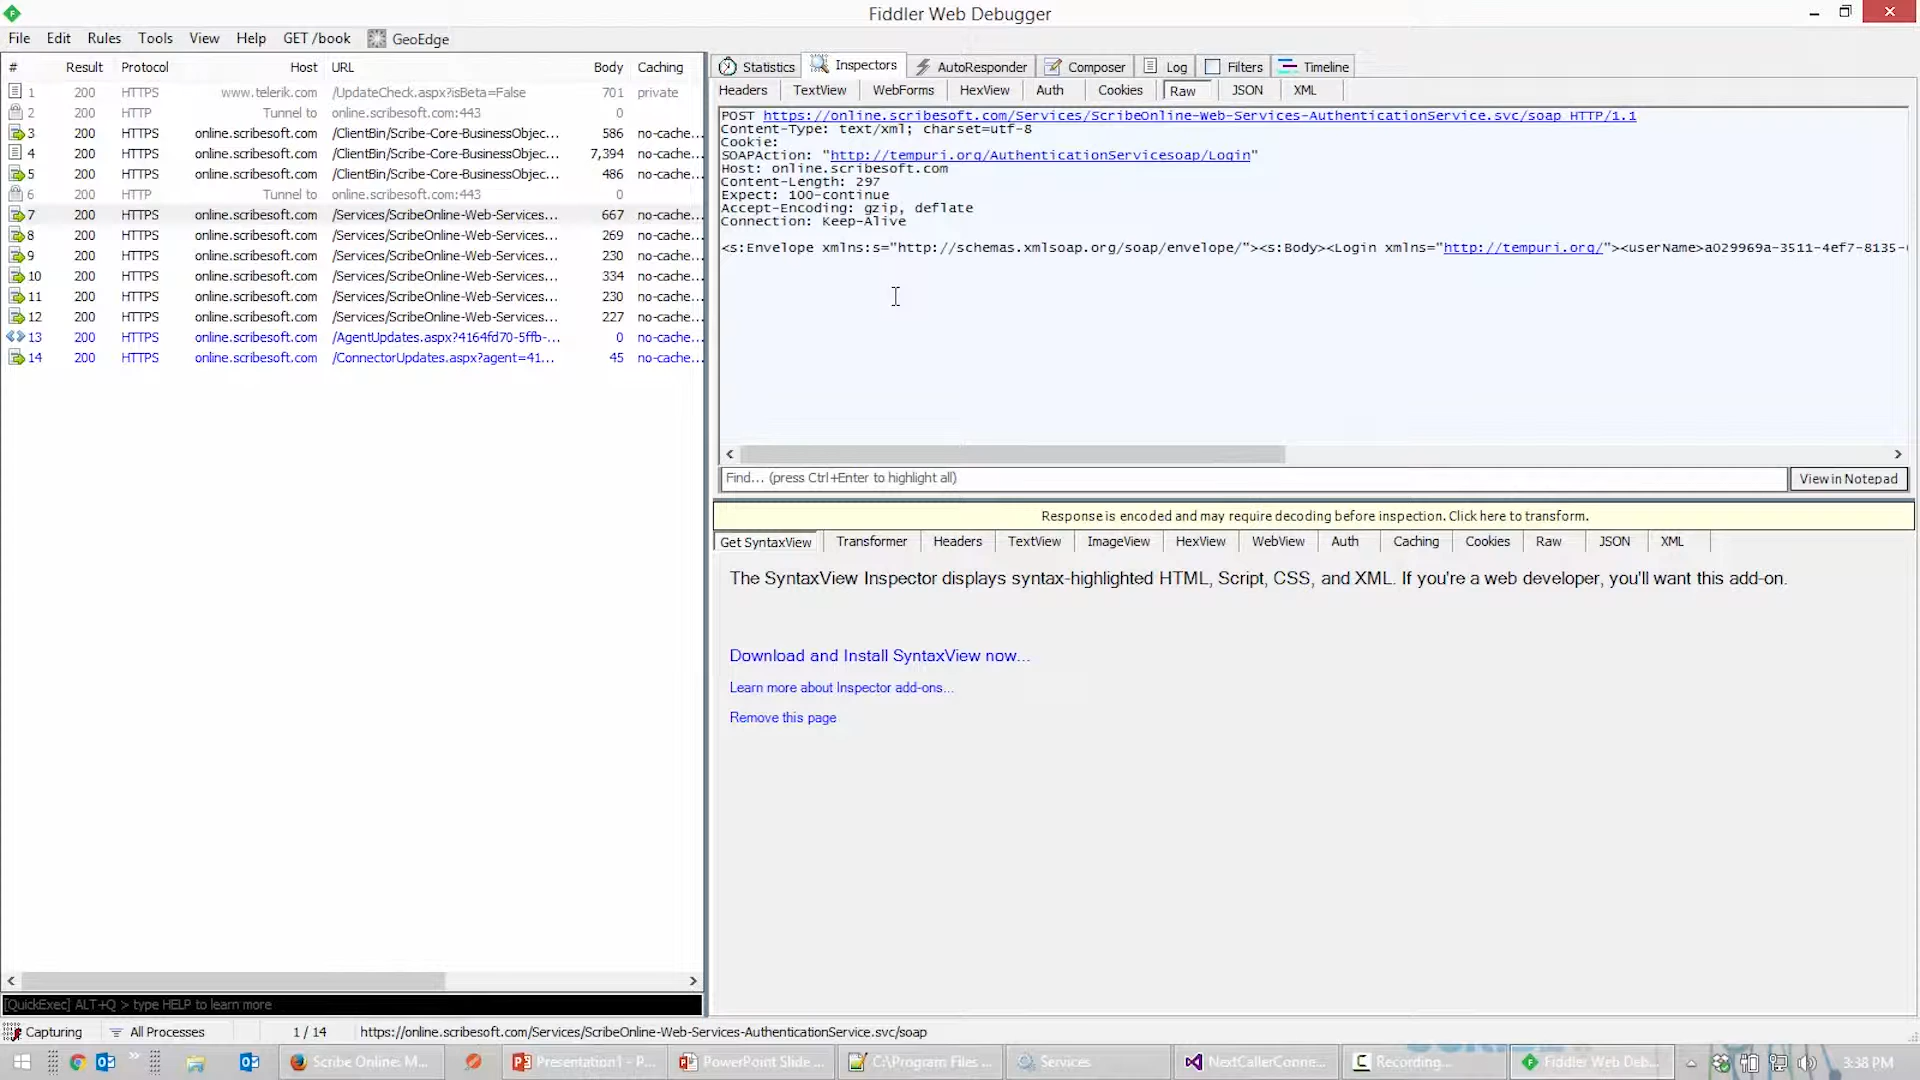 Fiddler Web Debugger
File Edit Rules Tools View Help GET /book GeoEdge
# Result Protocol Host URL Body Caching
1 200 HTTPS www.telerik.com /UpdateCheck.aspx?isBeta=False 701 private
2 200 HTTP Tunnel to online.scribesoft.com:443 0
3 200 HTTPS online.scribesoft.com /ClientBin/Scribe-Core-BusinessObjec... 586 no-cache...
4 200 HTTPS online.scribesoft.com /ClientBin/Scribe-Core-BusinessObjec... 7,394 no-cache...
5 200 HTTPS online.scribesoft.com /ClientBin/Scribe-Core-BusinessObjec... 486 no-cache...
6 200 HTTP Tunnel to online.scribesoft.com:443 0
7 200 HTTPS online.scribesoft.com /Services/ScribeOnline-Web-Services... 667 no-cache...
8 200 HTTPS online.scribesoft.com /Services/ScribeOnline-Web-Services... 269 no-cache...
9 200 HTTPS online.scribesoft.com /Services/ScribeOnline-Web-Services... 230 no-cache...
10 200 HTTPS online.scribesoft.com /Services/ScribeOnline-Web-Services... 334 no-cache...
11 200 HTTPS online.scribesoft.com /Services/ScribeOnline-Web-Services... 230 no-cache...
12 200 HTTPS online.scribesoft.com /Services/ScribeOnline-Web-Services... 227 no-cache...
13 200 HTTPS online.scribesoft.com /AgentUpdates.aspx?4164fd70-5ffb-... 0 no-cache...
14 200 HTTPS online.scribesoft.com /ConnectorUpdates.aspx?agent=41... 45 no-cache...
[QuickExec] ALT+Q > type HELP to learn more
Statistics Inspectors AutoResponder Composer Log Filters Timeline
Headers TextView WebForms HexView Auth Cookies Raw JSON XML
POST https://online.scribesoft.com/Services/ScribeOnline-Web-Services-AuthenticationService.svc/soap HTTP/1.1
Content-Type: text/xml; charset=utf-8
Cookie:
SOAPAction: "http://tempuri.org/AuthenticationServicesoap/Login"
Host: online.scribesoft.com
Content-Length: 297
Expect: 100-continue
Accept-Encoding: gzip, deflate
Connection: Keep-Alive
<s:Envelope xmlns:s="http://schemas.xmlsoap.org/soap/envelope/"><s:Body><Login xmlns="http://tempuri.org/"><userName>a029969a-3511-4ef7-8135-
Find... (press Ctrl+Enter to highlight all) View in Notepad
Response is encoded and may require decoding before inspection. Click here to transform.
Get SyntaxView Transformer Headers TextView ImageView HexView WebView Auth Caching Cookies Raw JSON XML
The SyntaxView Inspector displays syntax-highlighted HTML, Script, CSS, and XML. If you're a web developer, you'll want this add-on.
Download and Install SyntaxView now...
Learn more about Inspector add-ons...
Remove this page
Capturing All Processes 1 / 14 https://online.scribesoft.com/Services/ScribeOnline-Web-Services-AuthenticationService.svc/soap
Scribe Online: M... Presentation1 - P... PowerPoint Slide ... C:\Program Files ... Services NextCallerConne... Recording... Fiddler Web Deb... 3:38 PM